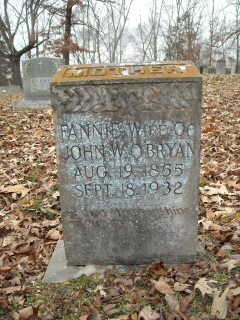 MOTHER
FANNIE WIFE OF
JOHN W. O'BRYAN
AUG. 19. 1855
SEPT. 18. 1932